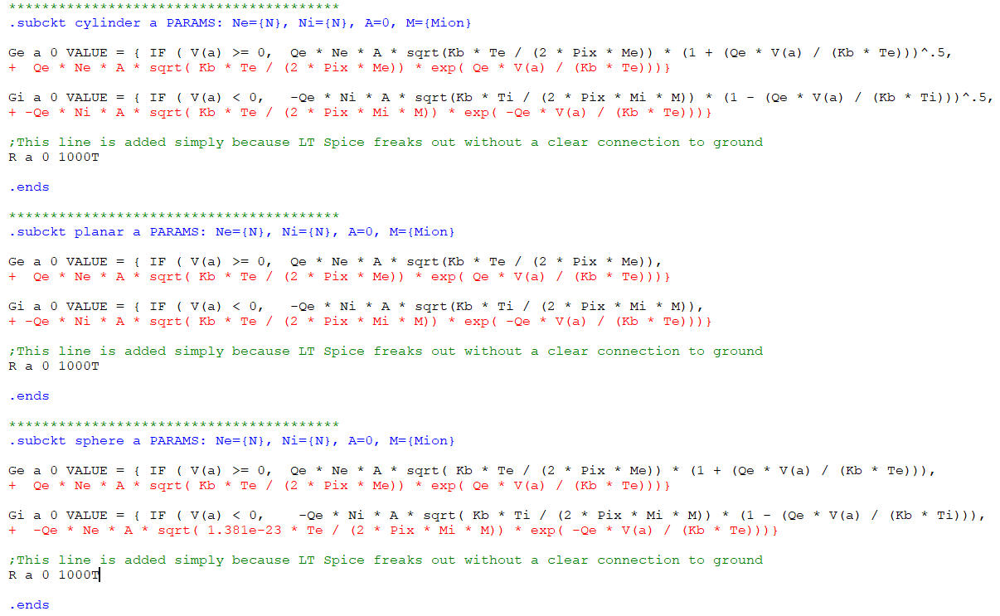 ****************************************
.subckt cylinder a PARAMS: Ne={N}, Ni={N}, A=0, M={Mion}
Ge a 0 VALUE = { IF ( V(a) >= 0,  Qe * Ne * A * sqrt(Kb * Te / (2 * Pix * Me)) * (1 + (Qe * V(a) / (Kb * Te)))^.5,
+  Qe * Ne * A * sqrt( Kb * Te / (2 * Pix * Me)) * exp( Qe * V(a) / (Kb * Te)))}
Gi a 0 VALUE = { IF ( V(a) < 0,   -Qe * Ni * A * sqrt(Kb * Ti / (2 * Pix * Mi * M)) * (1 - (Qe * V(a) / (Kb * Ti)))^.5,
+ -Qe * Ni * A * sqrt( Kb * Te / (2 * Pix * Mi * M)) * exp( -Qe * V(a) / (Kb * Te)))}
;This line is added simply because LT Spice freaks out without a clear connection to ground
R a 0 1000T
.ends
****************************************
.subckt planar a PARAMS: Ne={N}, Ni={N}, A=0, M={Mion}
Ge a 0 VALUE = { IF ( V(a) >= 0,  Qe * Ne * A * sqrt(Kb * Te / (2 * Pix * Me)),
+  Qe * Ne * A * sqrt( Kb * Te / (2 * Pix * Me)) * exp( Qe * V(a) / (Kb * Te)))}
Gi a 0 VALUE = { IF ( V(a) < 0,   -Qe * Ni * A * sqrt(Kb * Ti / (2 * Pix * Mi * M)),
+ -Qe * Ni * A * sqrt( Kb * Te / (2 * Pix * Mi * M)) * exp( -Qe * V(a) / (Kb * Te)))}
;This line is added simply because LT Spice freaks out without a clear connection to ground
R a 0 1000T
.ends
****************************************
.subckt sphere a PARAMS: Ne={N}, Ni={N}, A=0, M={Mion}
Ge a 0 VALUE = { IF ( V(a) >= 0,  Qe * Ne * A * sqrt( Kb * Te / (2 * Pix * Me)) * (1 + (Qe * V(a) / (Kb * Te))),
+  Qe * Ne * A * sqrt( Kb * Te / (2 * Pix * Me)) * exp( Qe * V(a) / (Kb * Te)))}
Gi a 0 VALUE = { IF ( V(a) < 0,    -Qe * Ni * A * sqrt( Kb * Ti / (2 * Pix * Mi * M)) * (1 - (Qe * V(a) / (Kb * Ti))),
+  -Qe * Ne * A * sqrt( 1.381e-23 * Te / (2 * Pix * Mi * M)) * exp( -Qe * V(a) / (Kb * Te)))}
;This line is added simply because LT Spice freaks out without a clear connection to ground
R a 0 1000T
.ends